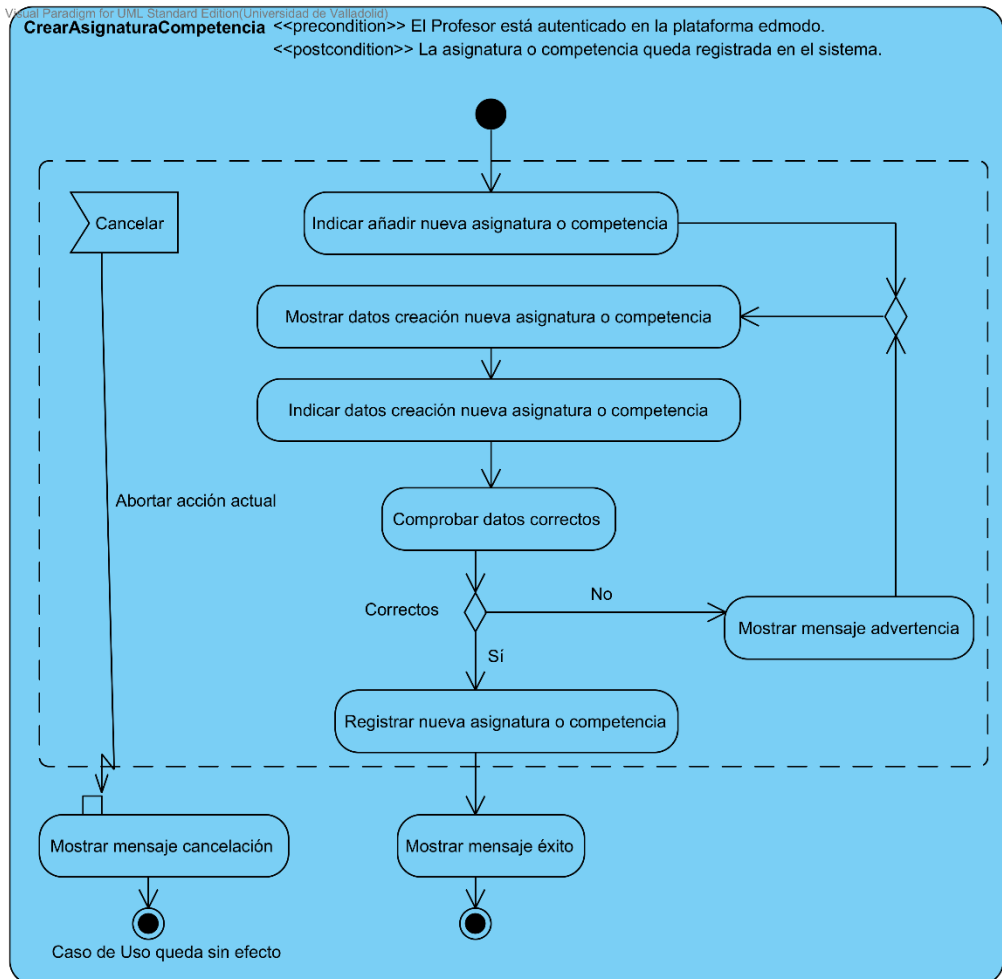 Visual Paradigm for UML Standard Edition(Universidad de Valladolid)
CrearAsignaturaCompetencia <<precondition>> El Profesor está autenticado en la plataforma edmodo.
<<postcondition>> La asignatura o competencia queda registrada en el sistema.
Cancelar
Indicar añadir nueva asignatura o competencia
Mostrar datos creación nueva asignatura o competencia
Indicar datos creación nueva asignatura o competencia
Abortar acción actual
Comprobar datos correctos
Correctos
No
Mostrar mensaje advertencia
Sí
Registrar nueva asignatura o competencia
Mostrar mensaje cancelación
Mostrar mensaje éxito
Caso de Uso queda sin efecto